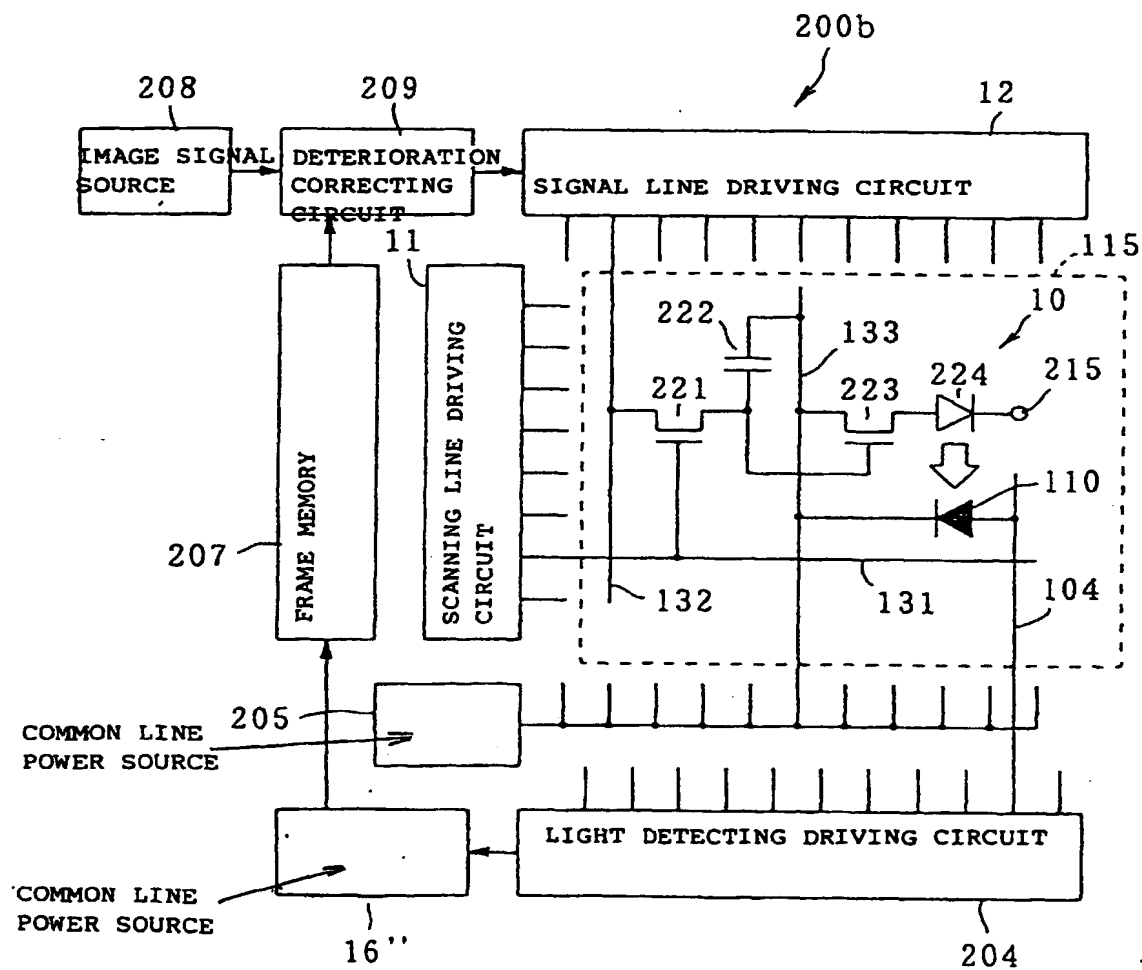 200b
208
209
12
IMAGE SIGNAL
SOURCE
DETERIORATION
CORRECTING
CIRCUIT
SIGNAL LINE DRIVING CIRCUIT
11
115
10
222
133
224
215
221
223
SCANNING LINE DRIVING
CIRCUIT
FRAME MEMORY
207
110
132
131
104
205
COMMON LINE
POWER SOURCE
LIGHT DETECTING DRIVING CIRCUIT
COMMON LINE
POWER SOURCE
16''
204